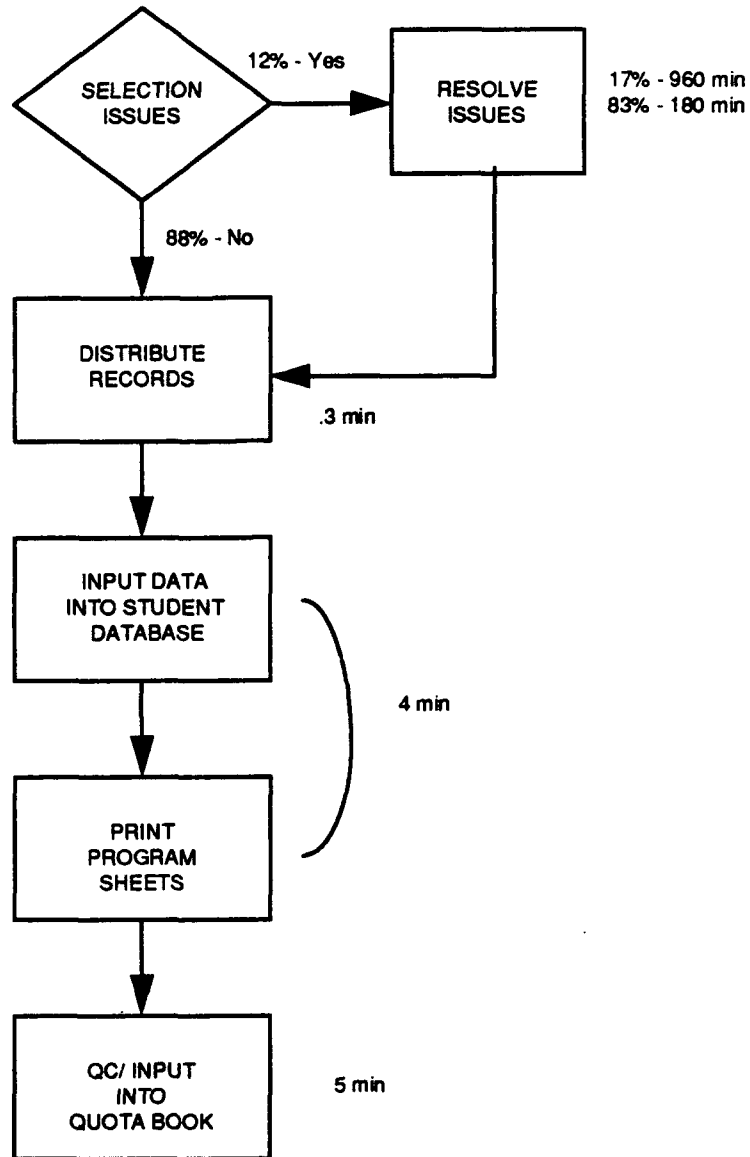 SELECTION
ISSUES
12% - Yes
RESOLVE
ISSUES
17% - 960 min
83% - 180 min
88% - No
DISTRIBUTE
RECORDS
.3 min
INPUT DATA
INTO STUDENT
DATABASE
4 min
PRINT
PROGRAM
SHEETS
QC/ INPUT
INTO
QUOTA BOOK
5 min